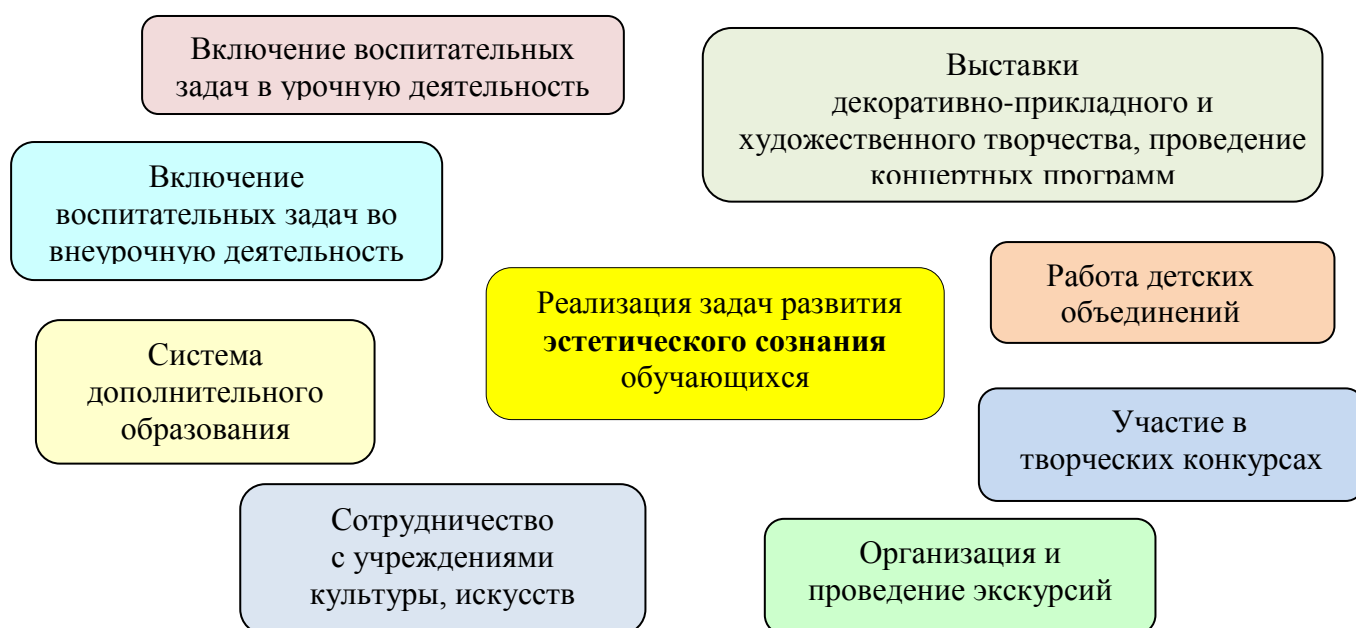 Включение воспитательных
задач в урочную деятельность
Выставки
декоративно-прикладного и
художественного творчества, проведение
концертных программ
Включение
воспитательных задач во
внеурочную деятельность
Работа детских
объединений
Реализация задач развития
эстетического сознания
обучающихся
Система
дополнительного
образования
Участие в
творческих конкурсах
Сотрудничество
с учреждениями
культуры, искусств
Организация и
проведение экскурсий